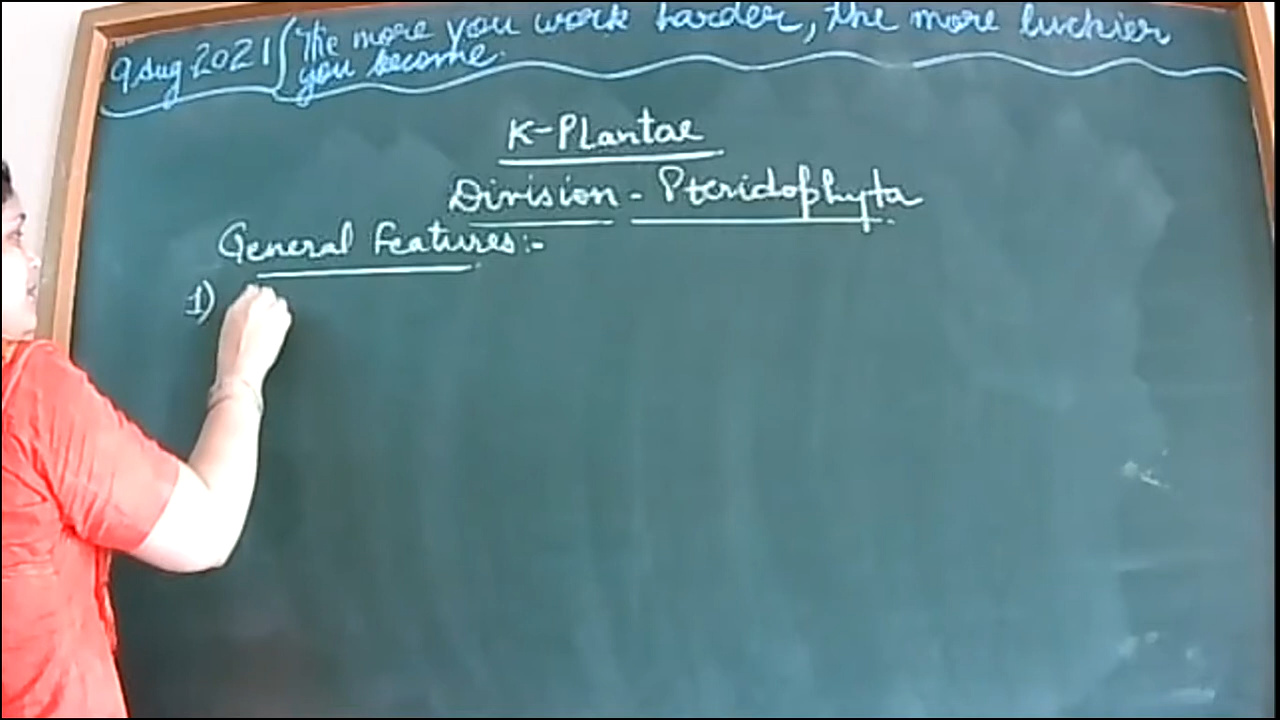 9 Aug 2021 The more you work harder, the more luckier
you become.
K-Plantae
Division - Pteridophyta
General Features:-
1)